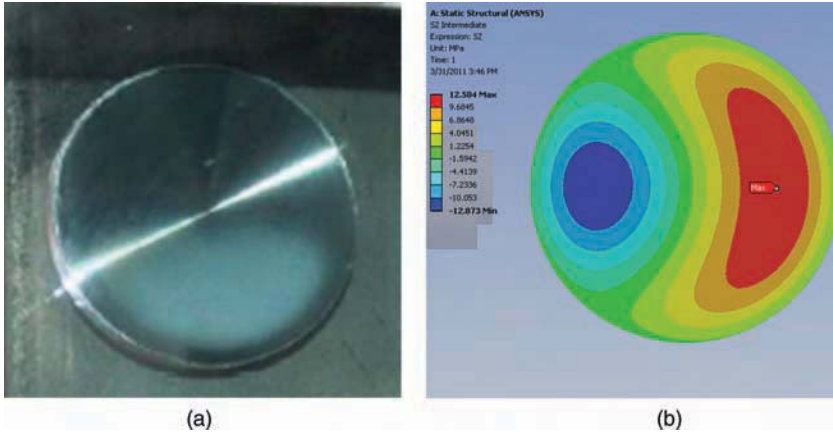 A: Static Structural (ANSYS)
SZ Intermediate
Expression: SZ
Unit: MPa
Time: 1
3/31/2011 3:46 PM
12.504 Max
9.6845
6.8648
4.0451
1.2254
-1.5942
-4.4139
-7.2336
-10.053
-12.873 Min
Max
(a)
(b)